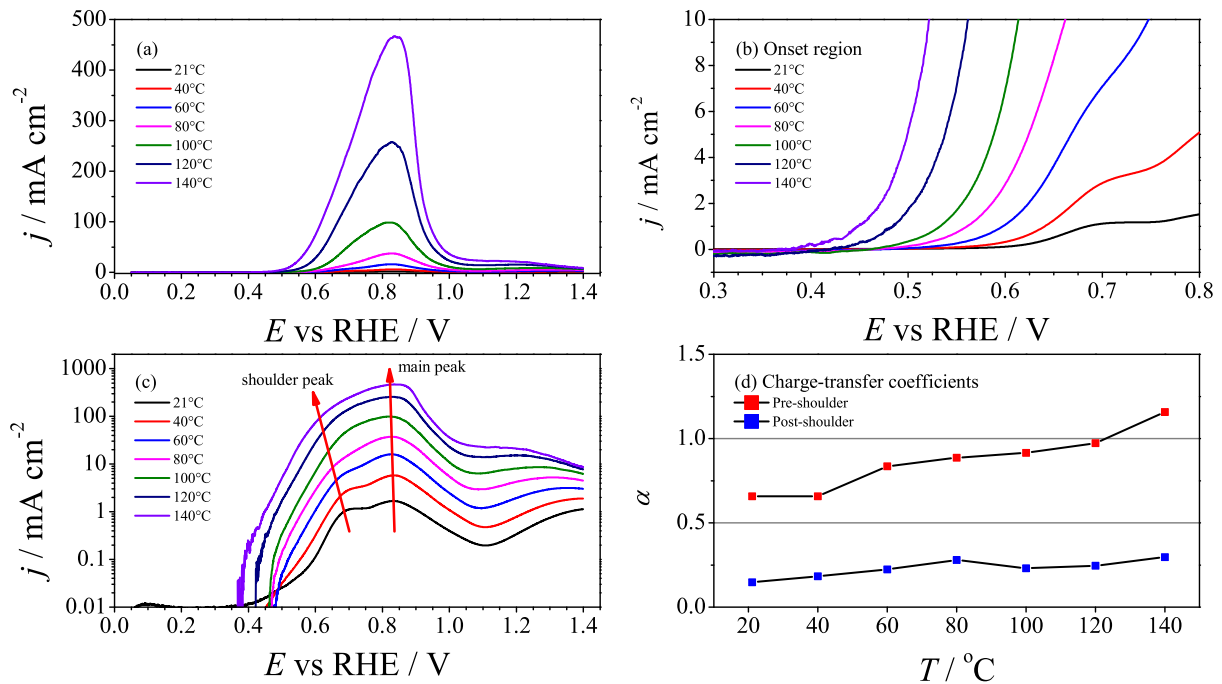 (a)
21°C
40°C
60°C
80°C
100°C
120°C
140°C
500
400
300
200
100
0
0.0 0.2 0.4 0.6 0.8 1.0 1.2 1.4
j / mA cm⁻²
E vs RHE / V
(b) Onset region
21°C
40°C
60°C
80°C
100°C
120°C
140°C
10
8
6
4
2
0
0.3 0.4 0.5 0.6 0.7 0.8
j / mA cm⁻²
E vs RHE / V
(c)
shoulder peak
main peak
21°C
40°C
60°C
80°C
100°C
120°C
140°C
1000
100
10
1
0.1
0.01
0.0 0.2 0.4 0.6 0.8 1.0 1.2 1.4
j / mA cm⁻²
E vs RHE / V
(d) Charge-transfer coefficients
Pre-shoulder
Post-shoulder
1.5
1.0
0.5
0.0
20 40 60 80 100 120 140
α
T / °C